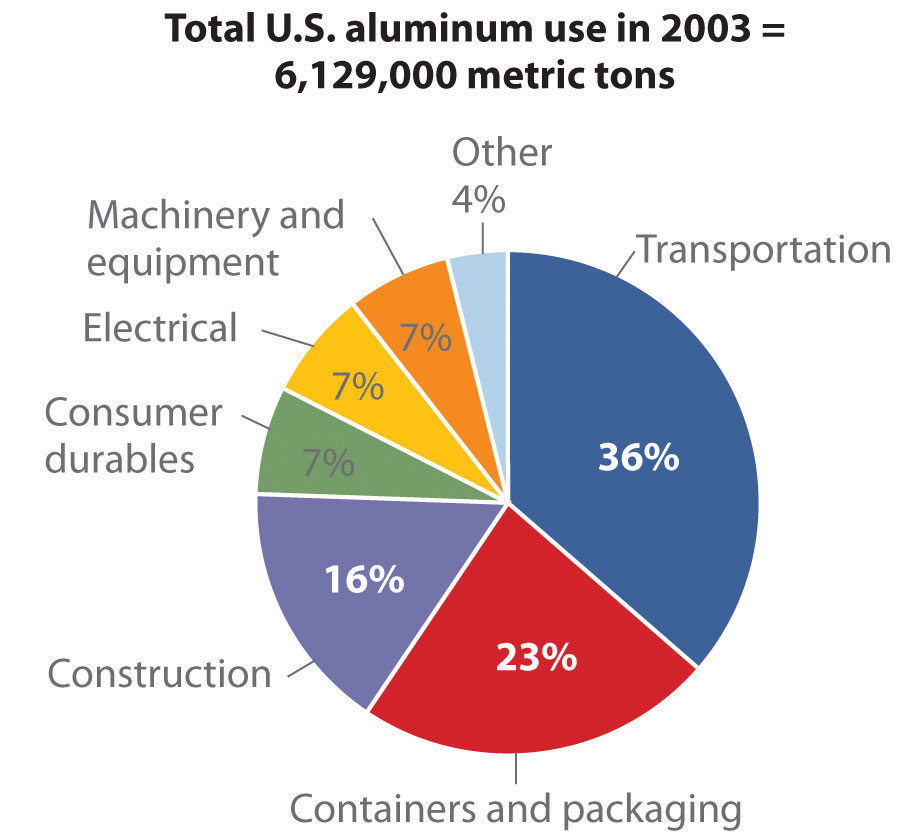 Total U.S. aluminum use in 2003 =
6,129,000 metric tons
Other
4%
Machinery and
equipment
Transportation
Electrical
7%
7%
Consumer
durables
7%
36%
16%
23%
Construction
Containers and packaging